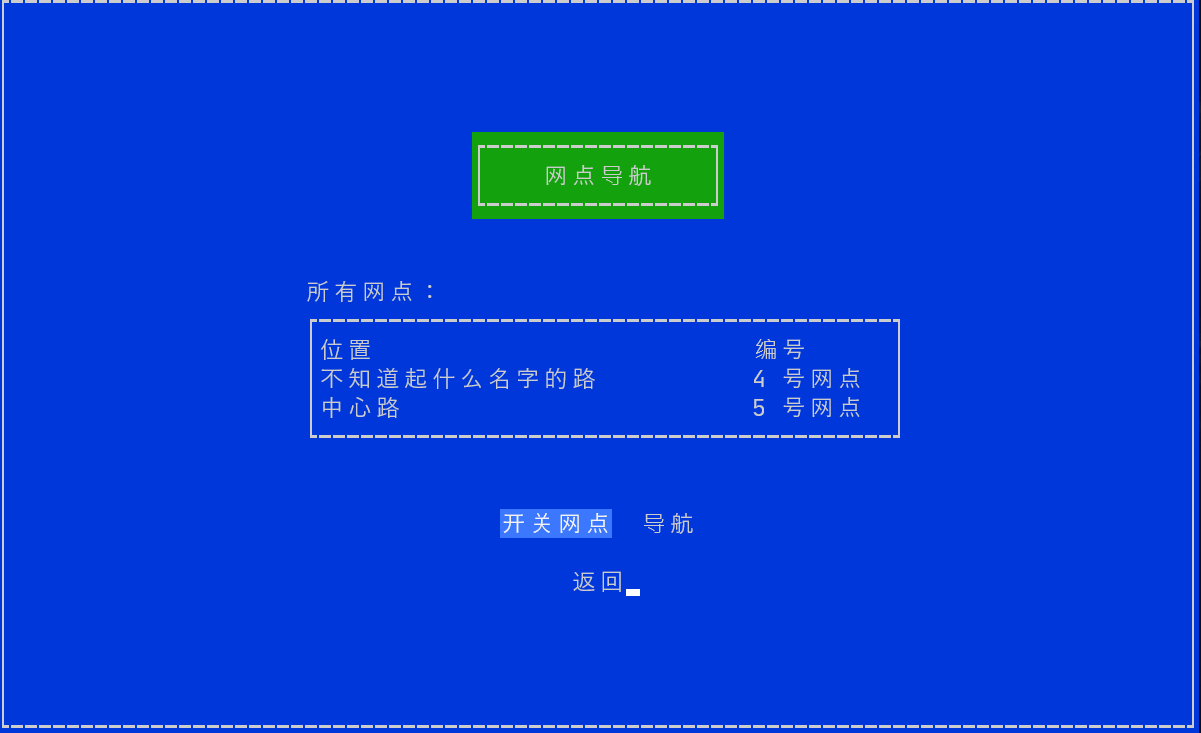 网点导航
所有网点：
位置 编号
不知道起什么名字的路 4 号网点
中心路 5 号网点
开关网点 导航
返回